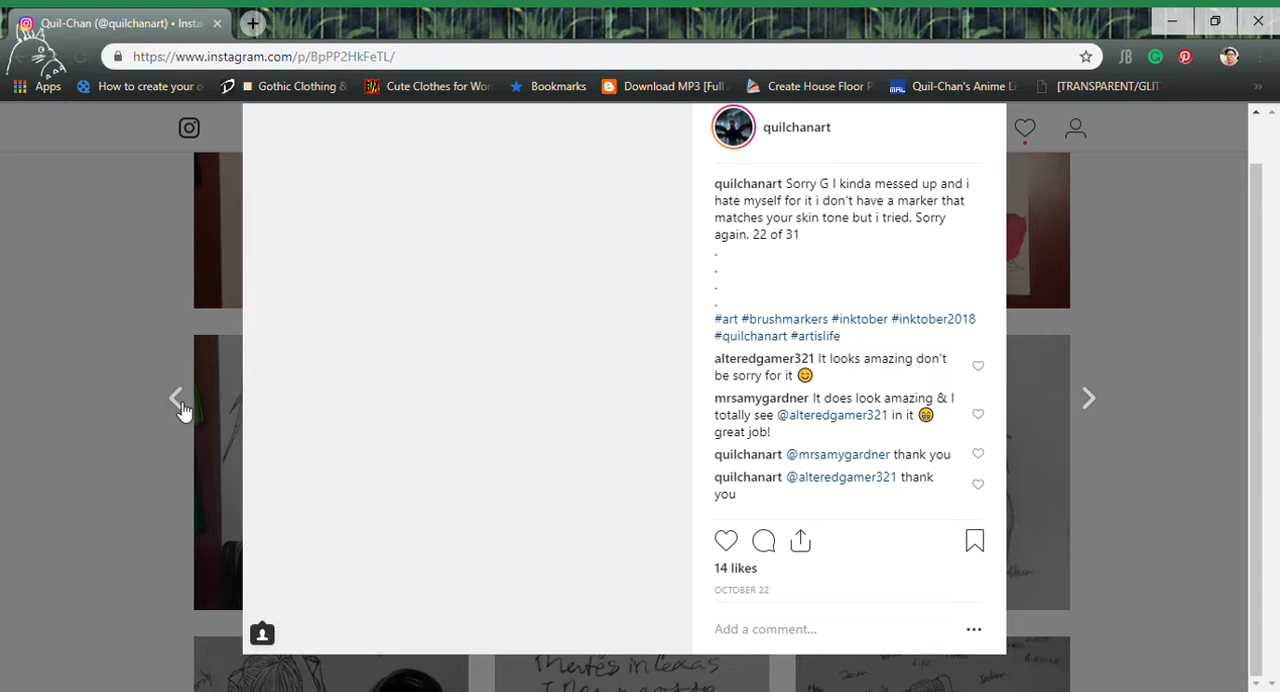 Quil-Chan (@quilchanart) • Insta
https://www.instagram.com/p/BpPP2HkFeTL/
Apps How to create your o Gothic Clothing & Cute Clothes for Wor Bookmarks Download MP3 [Full Create House Floor P MAL Quil-Chan's Anime Lis [TRANSPARENT/GLIT »
quilchanart
quilchanart Sorry G I kinda messed up and i
hate myself for it i don't have a marker that
matches your skin tone but i tried. Sorry
again. 22 of 31
.
.
.
.
#art #brushmarkers #inktober #inktober2018
#quilchanart #artislife
alteredgamer321 It looks amazing don't
be sorry for it 😊
mrsamygardner It does look amazing & I
totally see @alteredgamer321 in it 😁
great job!
quilchanart @mrsamygardner thank you
quilchanart @alteredgamer321 thank
you
14 likes
OCTOBER 22
Add a comment...
in Texas